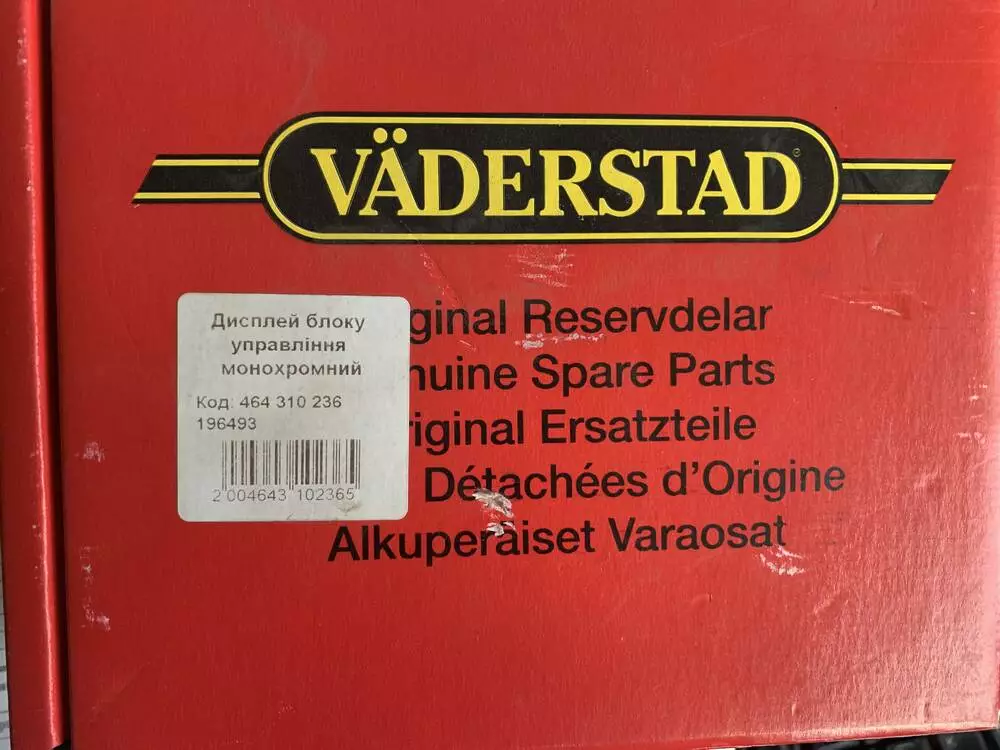 VÄDERSTAD
Дисплей блоку
управління
монохромний
Код: 464 310 236
196493
2 004643 102365
ginal Reservdelar
nuine Spare Parts
riginal Ersatzteile
Détachées d'Origine
Alkuperäiset Varaosat